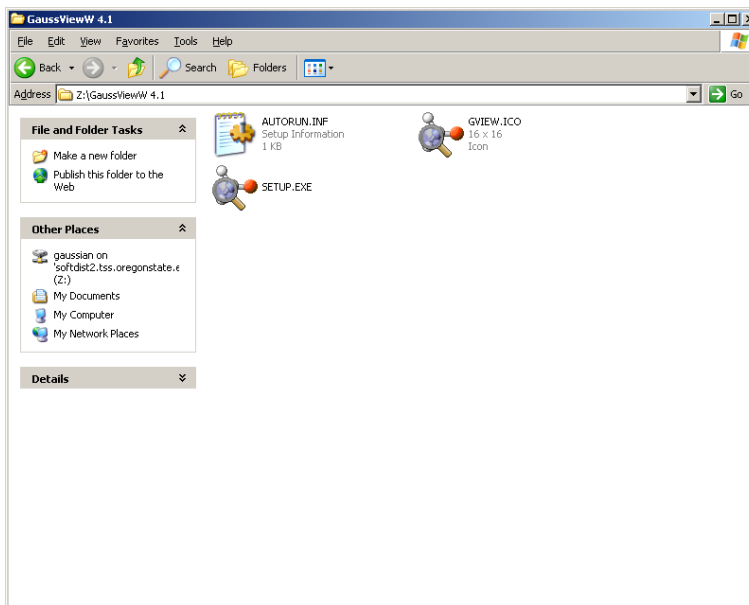 GaussViewW 4.1
File Edit View Favorites Tools Help
Back Search Folders
Address Z:\GaussViewW 4.1 Go
File and Folder Tasks
Make a new folder
Publish this folder to the
Web
Other Places
gaussian on
'softdist2.tss.oregonstate.e
(Z:)
My Documents
My Computer
My Network Places
Details
AUTORUN.INF
Setup Information
1 KB
GVIEW.ICO
16 x 16
Icon
SETUP.EXE